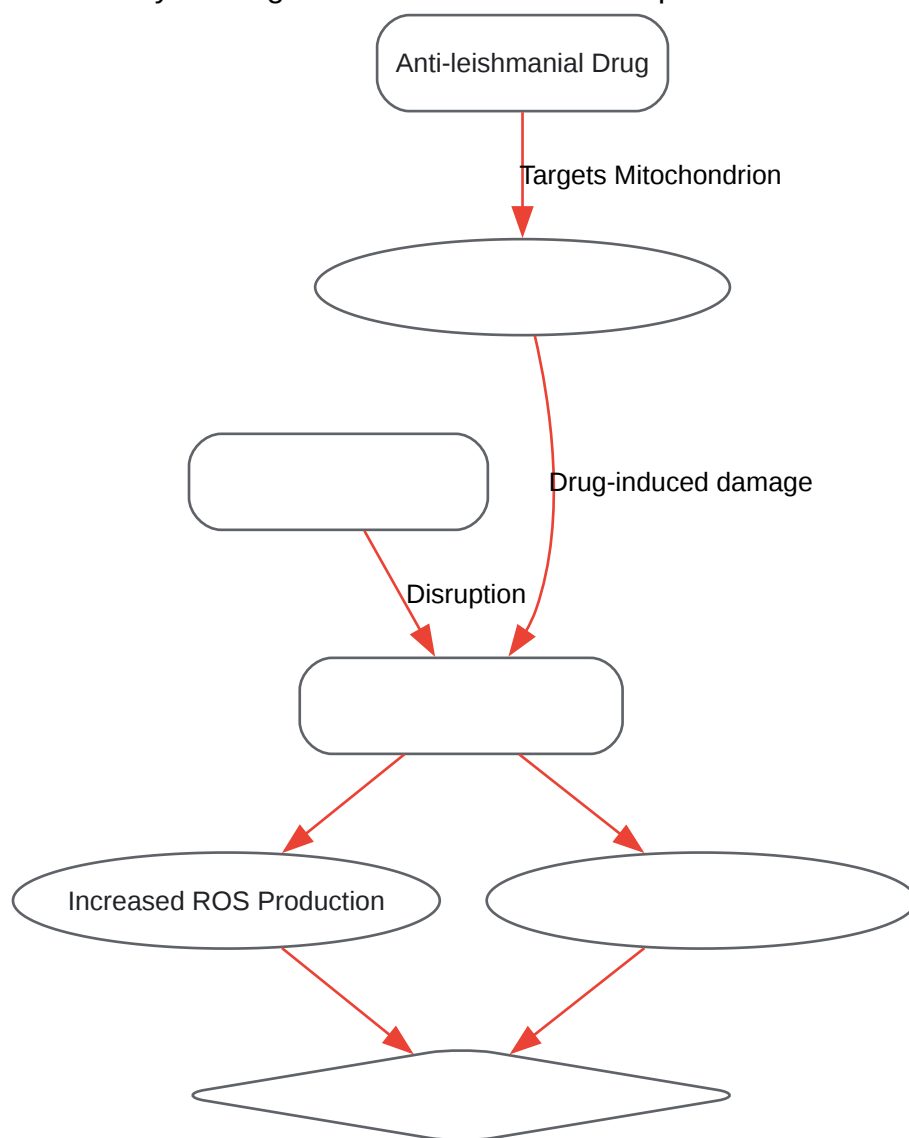 Anti-leishmanial Drug
Targets Mitochondrion
Drug-induced damage
Disruption
Increased ROS Production